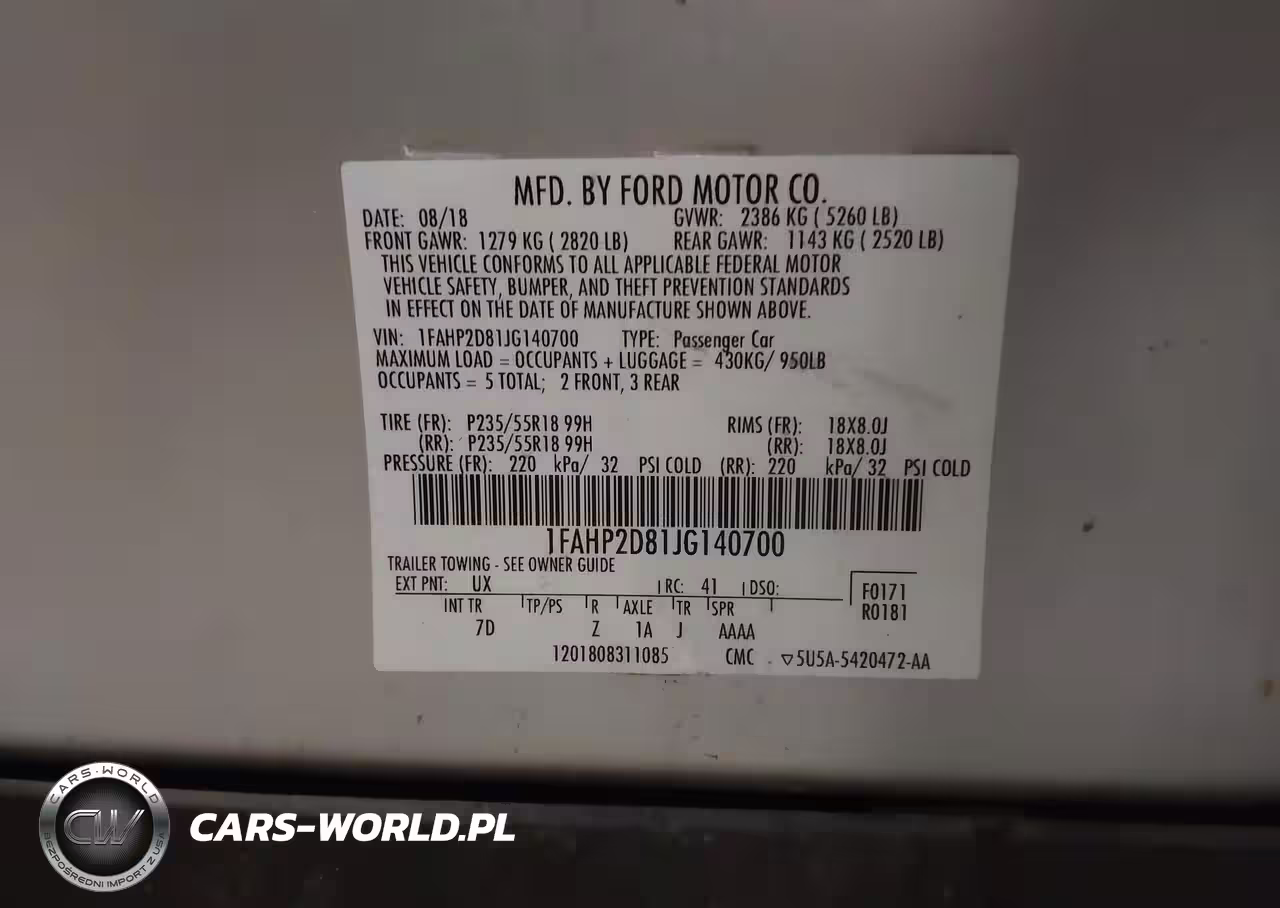 MFD. BY FORD MOTOR CO.
DATE: 08/18 GVWR: 2386 KG ( 5260 LB)
FRONT GAWR: 1279 KG ( 2820 LB) REAR GAWR: 1143 KG ( 2520 LB)
THIS VEHICLE CONFORMS TO ALL APPLICABLE FEDERAL MOTOR
VEHICLE SAFETY, BUMPER, AND THEFT PREVENTION STANDARDS
IN EFFECT ON THE DATE OF MANUFACTURE SHOWN ABOVE.
VIN: 1FAHP2D81JG140700 TYPE: Passenger Car
MAXIMUM LOAD = OCCUPANTS + LUGGAGE = 430KG/ 950LB
OCCUPANTS = 5 TOTAL; 2 FRONT, 3 REAR
TIRE (FR): P235/55R18 99H RIMS (FR): 18X8.0J
(RR): P235/55R18 99H (RR): 18X8.0J
PRESSURE (FR): 220 kPa/ 32 PSI COLD (RR): 220 kPa/ 32 PSI COLD
1FAHP2D81JG140700
TRAILER TOWING - SEE OWNER GUIDE
EXT PNT: UX RC: 41 DSO:
F0171
R0181
INT TR TP/PS R AXLE TR SPR
7D Z 1A J AAAA
1201808311085 CMC ▽5U5A-5420472-AA
CARS-WORLD
CW
BEZPOŚREDNI IMPORT Z USA
CARS-WORLD.PL